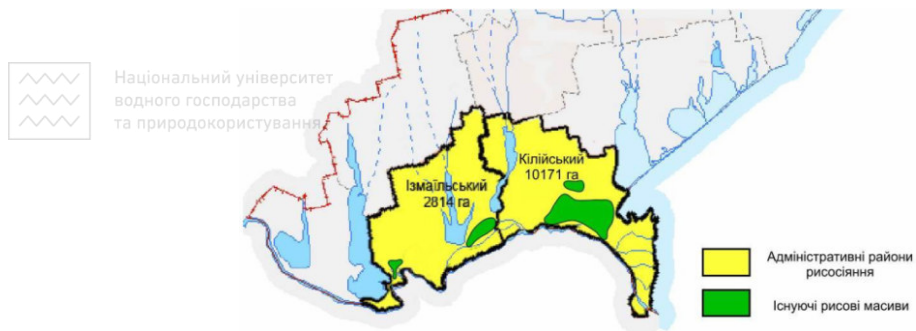 Національний університет
водного господарства
та природокористування
Кілійський
10171 га
Ізмаїльський
2814 га
Адміністративні райони
рисосіяння
Існуючі рисові масиви